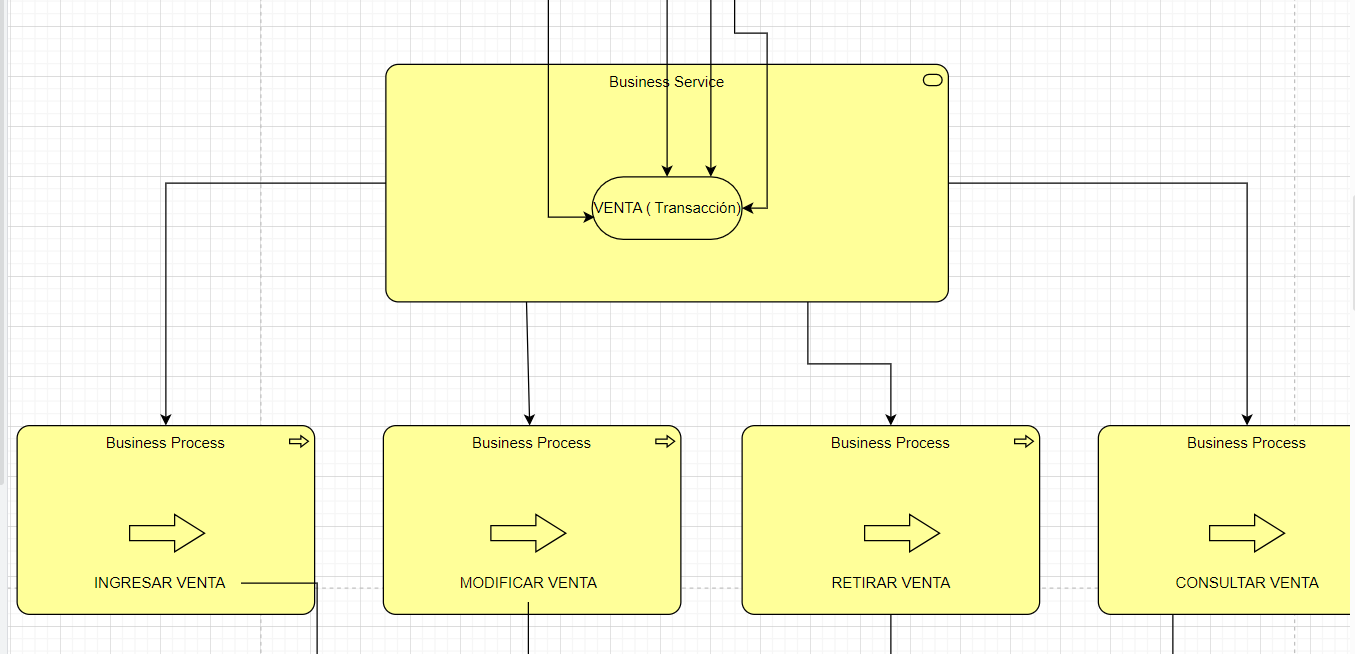 Business Service
VENTA ( Transacción)
Business Process
Business Process
Business Process
Business Process
INGRESAR VENTA
MODIFICAR VENTA
RETIRAR VENTA
CONSULTAR VENTA